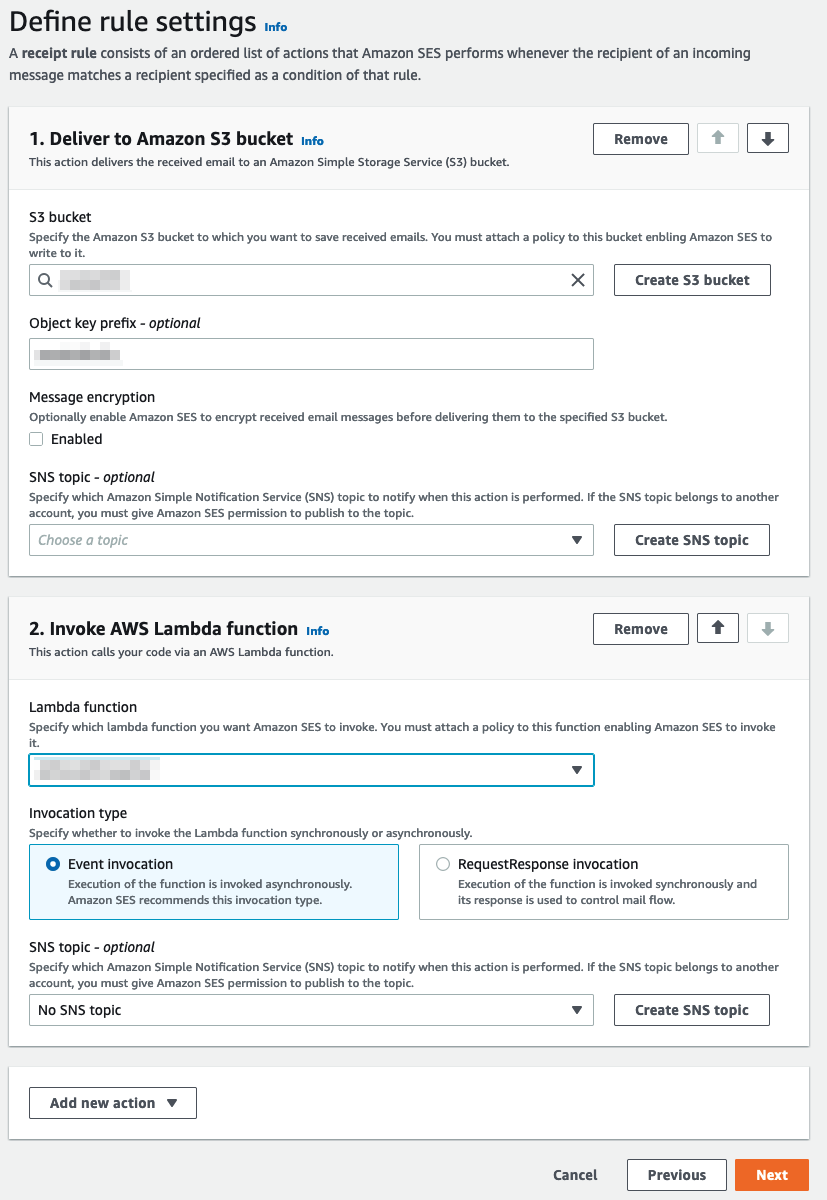 Define rule settings Info
A receipt rule consists of an ordered list of actions that Amazon SES performs whenever the recipient of an incoming
message matches a recipient specified as a condition of that rule.
1. Deliver to Amazon S3 bucket Info
Remove
This action delivers the received email to an Amazon Simple Storage Service (S3) bucket.
S3 bucket
Specify the Amazon S3 bucket to which you want to save received emails. You must attach a policy to this bucket enbling Amazon SES to
write to it.
Create S3 bucket
Object key prefix - optional
Message encryption
Optionally enable Amazon SES to encrypt received email messages before delivering them to the specified S3 bucket.
Enabled
SNS topic - optional
Specify which Amazon Simple Notification Service (SNS) topic to notify when this action is performed. If the SNS topic belongs to another
account, you must give Amazon SES permission to publish to the topic.
Choose a topic
Create SNS topic
2. Invoke AWS Lambda function Info
Remove
This action calls your code via an AWS Lambda function.
Lambda function
Specify which lambda function you want Amazon SES to invoke. You must attach a policy to this function enabling Amazon SES to invoke
it.
Invocation type
Specify whether to invoke the Lambda function synchronously or asynchronously.
Event invocation
Execution of the function is invoked asynchronously.
Amazon SES recommends this invocation type.
RequestResponse invocation
Execution of the function is invoked synchronously and
its response is used to control mail flow.
SNS topic - optional
Specify which Amazon Simple Notification Service (SNS) topic to notify when this action is performed. If the SNS topic belongs to another
account, you must give Amazon SES permission to publish to the topic.
No SNS topic
Create SNS topic
Add new action
Cancel
Previous
Next